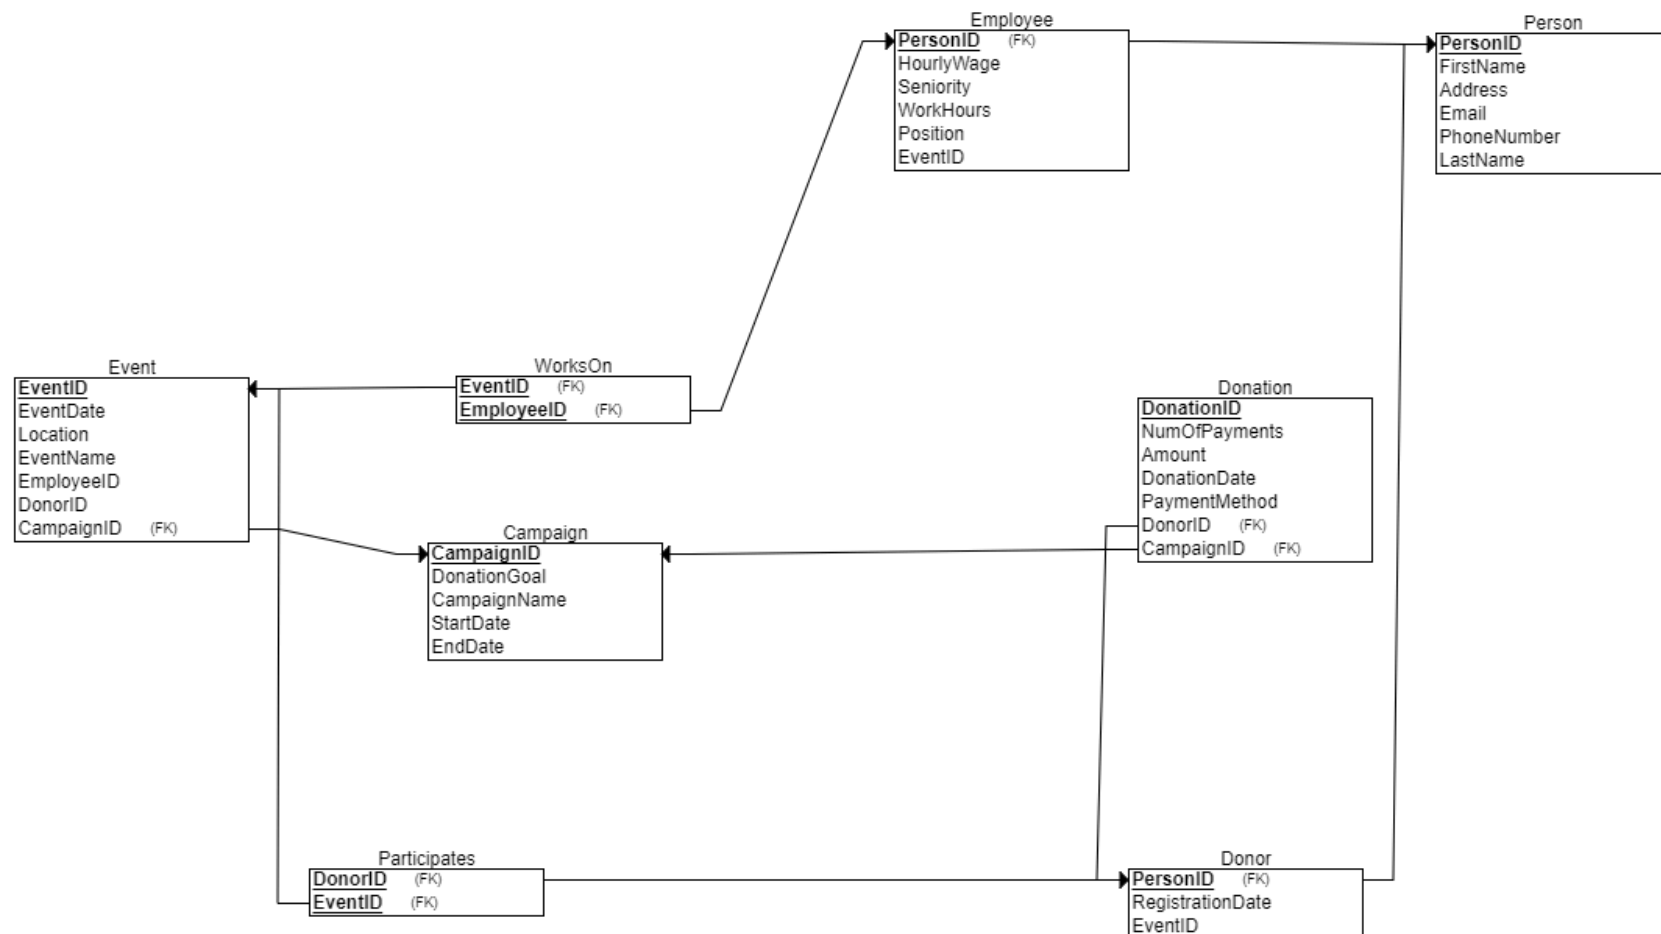 Employee
PersonID (FK)
HourlyWage
Seniority
WorkHours
Position
EventID
Person
PersonID
FirstName
Address
Email
PhoneNumber
LastName
Event
EventID
EventDate
Location
EventName
EmployeeID
DonorID
CampaignID (FK)
WorksOn
EventID (FK)
EmployeeID (FK)
Donation
DonationID
NumOfPayments
Amount
DonationDate
PaymentMethod
DonorID (FK)
CampaignID (FK)
Campaign
CampaignID
DonationGoal
CampaignName
StartDate
EndDate
Participates
DonorID (FK)
EventID (FK)
Donor
PersonID (FK)
RegistrationDate
EventID